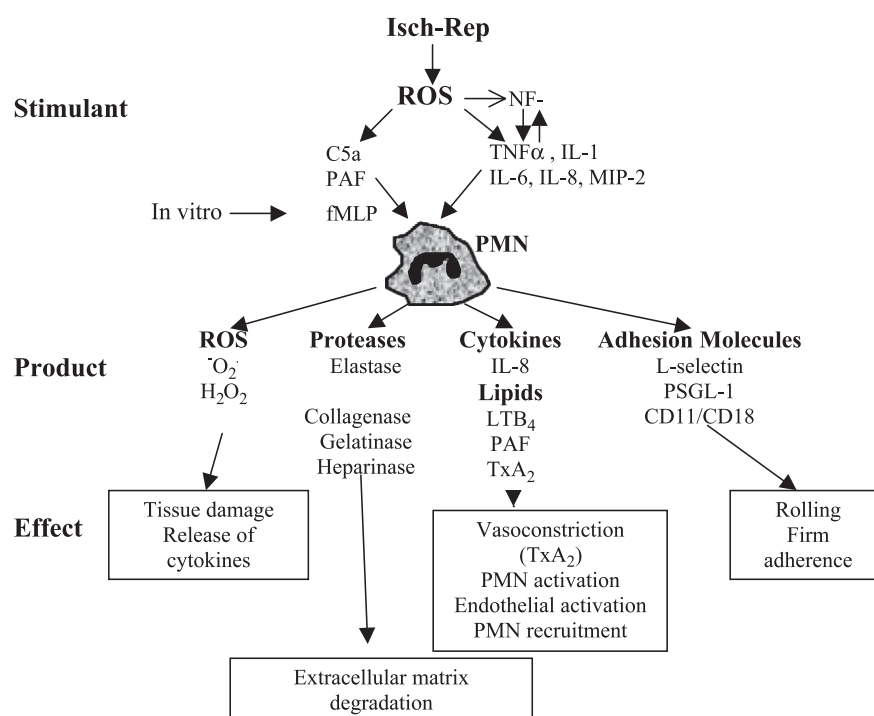 Isch-Rep
Stimulant
ROS
NF-
C5a
PAF
TNFα , IL-1
IL-6, IL-8, MIP-2
In vitro
fMLP
PMN
Product
ROS
⁻O₂·
H₂O₂
Proteases
Elastase
Collagenase
Gelatinase
Heparinase
Cytokines
IL-8
Lipids
LTB₄
PAF
TxA₂
Adhesion Molecules
L-selectin
PSGL-1
CD11/CD18
Effect
Tissue damage
Release of
cytokines
Vasoconstriction
(TxA₂)
PMN activation
Endothelial activation
PMN recruitment
Rolling
Firm
adherence
Extracellular matrix
degradation